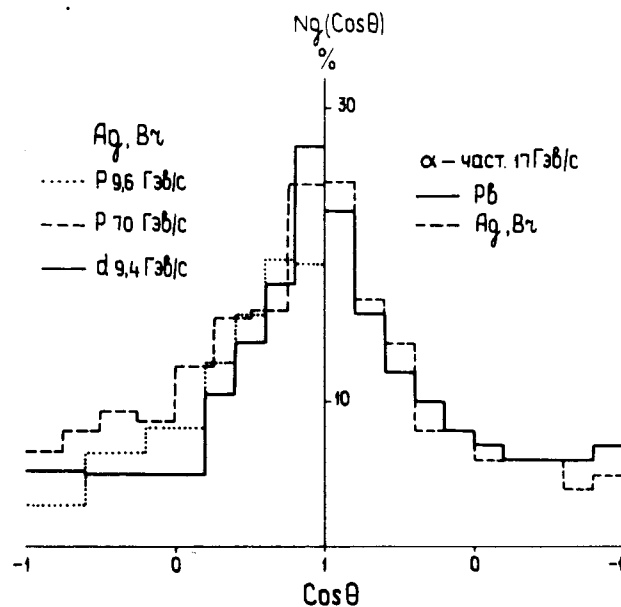 Ng(Cosθ)
%
30
Ag, Br
P 9,6 Гэв/с
P 70 Гэв/с
d 9,4 Гэв/с
α – част. 17 Гэв/с
Pb
Ag, Br
10
-1
0
1
0
-1
Cosθ